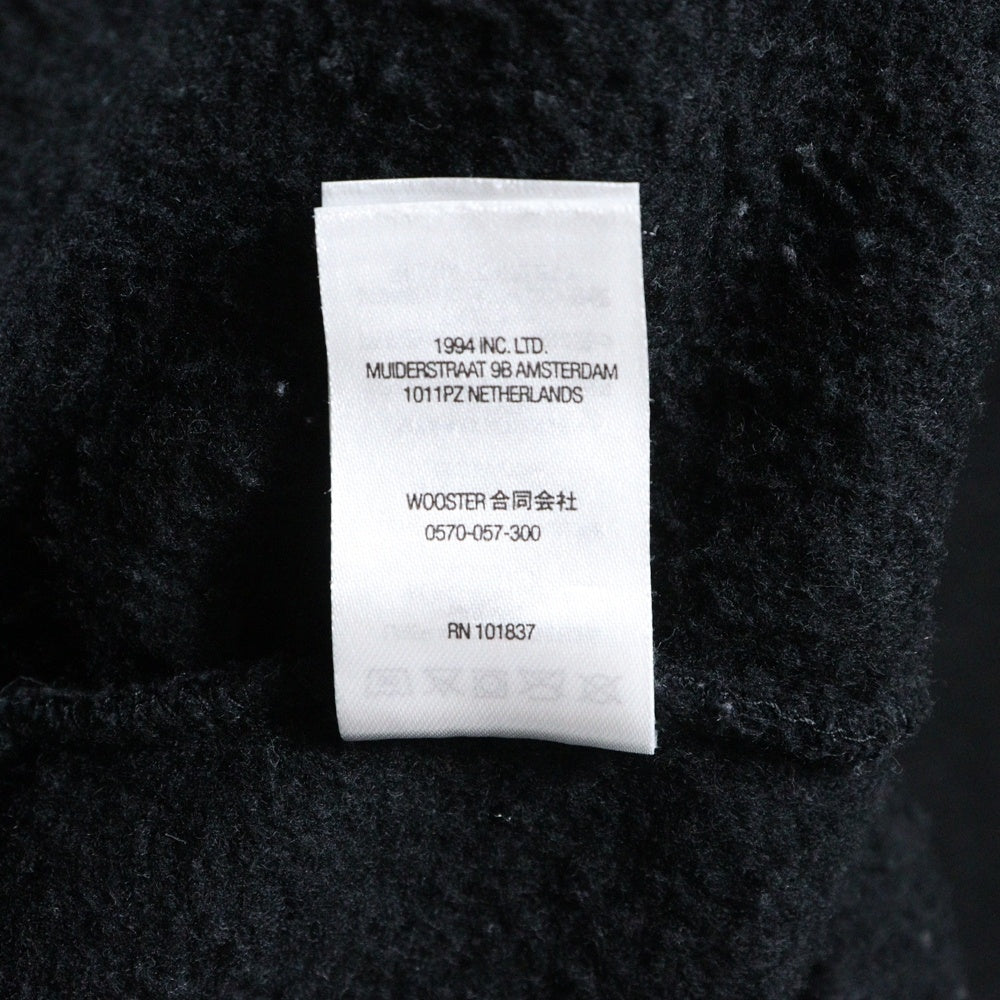 1994 INC. LTD.
MUIDERSTRAAT 9B AMSTERDAM
1011PZ NETHERLANDS
WOOSTER 合同会社
0570-057-300
RN 101837